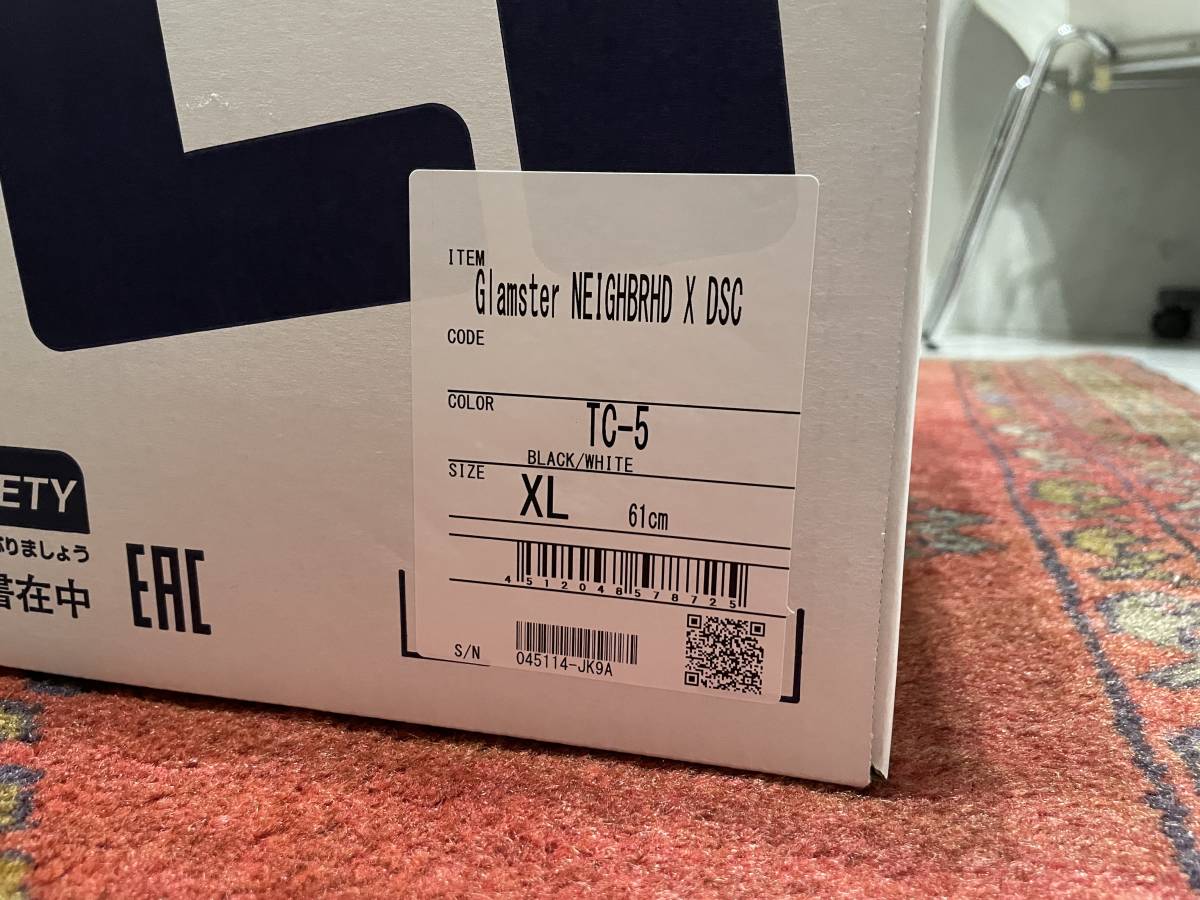 ETY
ぶりましょう
書在中
EAC
ITEM
Glamster NEIGHBRHD X DSC
CODE
COLOR
TC-5
BLACK/WHITE
SIZE
XL 61cm
4512048578725
S/N
045114-JK9A